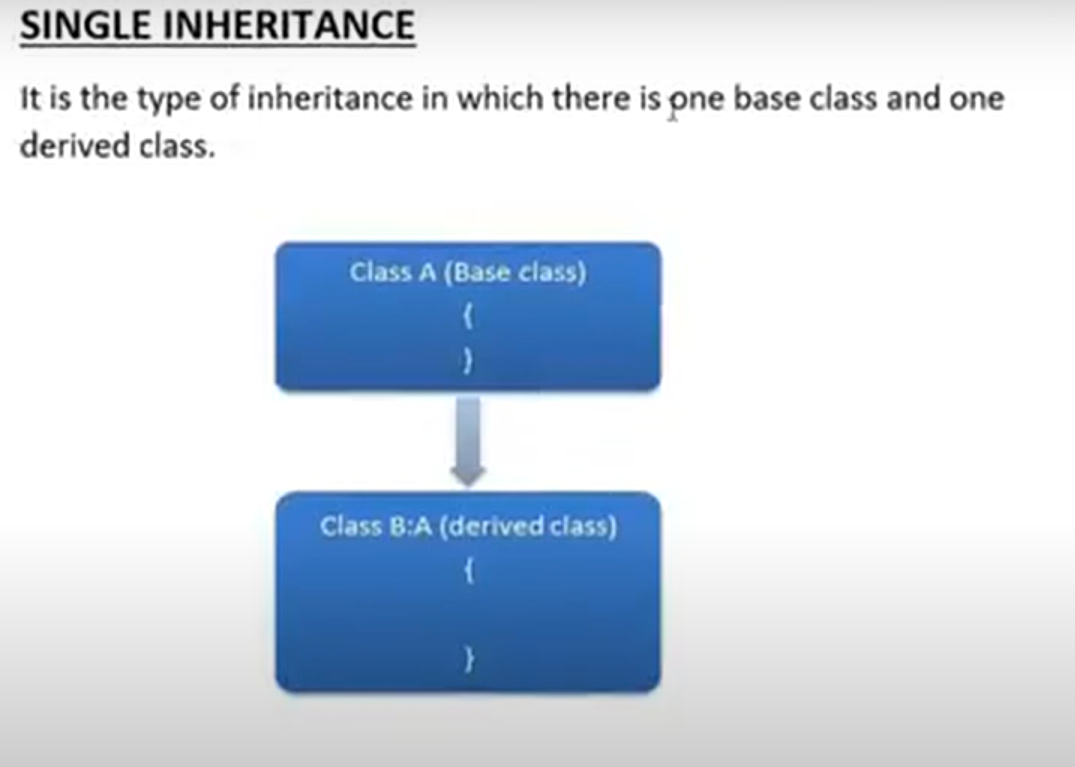 SINGLE INHERITANCE
It is the type of inheritance in which there is one base class and one
derived class.
Class A (Base class)
{
}
Class B:A (derived class)
{
}